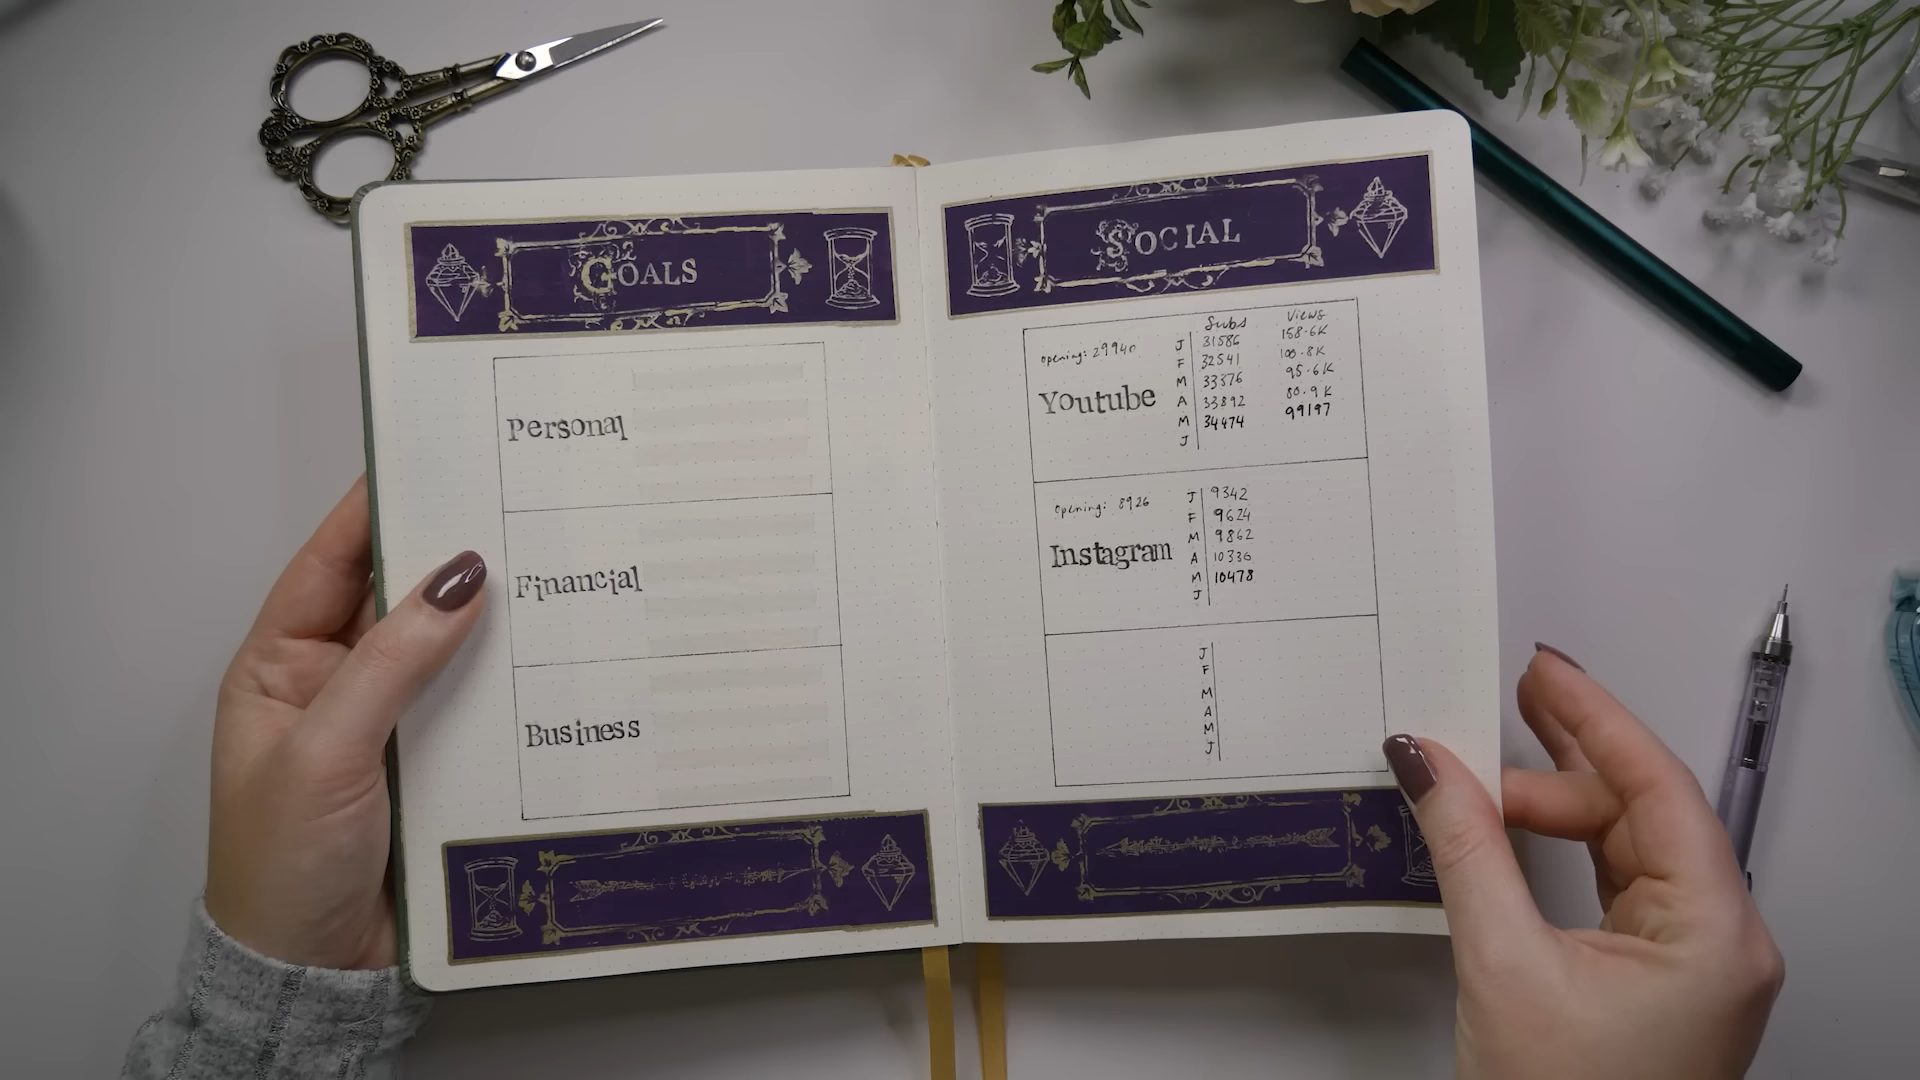 GOALS
Personal
Financial
Business
SOCIAL
Subs Views
opening: 29940
Youtube
J 31586 158.6K
F 32541 100.8K
M 33376 95.6K
A 33892 80.9K
M 34474 99197
J
Opening: 8926
Instagram
J 9342
F 9624
M 9862
A 10336
M 10478
J
J
F
M
A
M
J